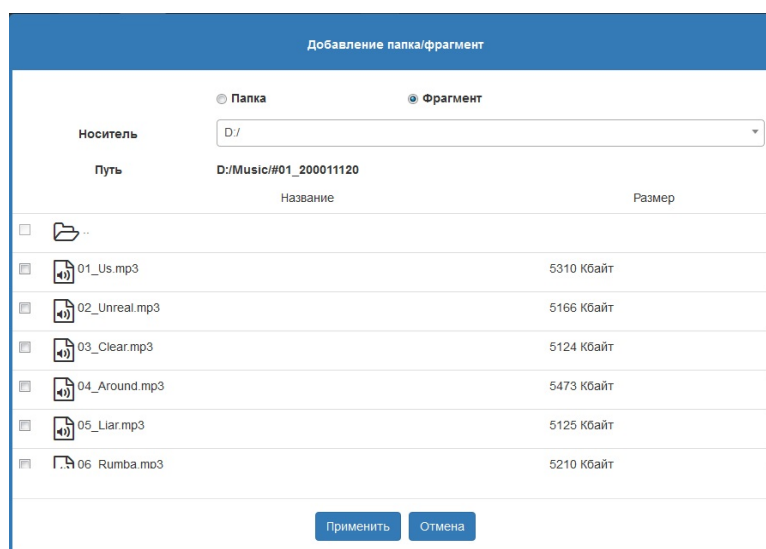 Добавление папка/фрагмент
Папка Фрагмент
Носитель D:/
Путь D:/Music/#01_200011120
Название Размер
..
01_Us.mp3 5310 Кбайт
02_Unreal.mp3 5166 Кбайт
03_Clear.mp3 5124 Кбайт
04_Around.mp3 5473 Кбайт
05_Liar.mp3 5125 Кбайт
06_Rumba.mp3 5210 Кбайт
Применить Отмена